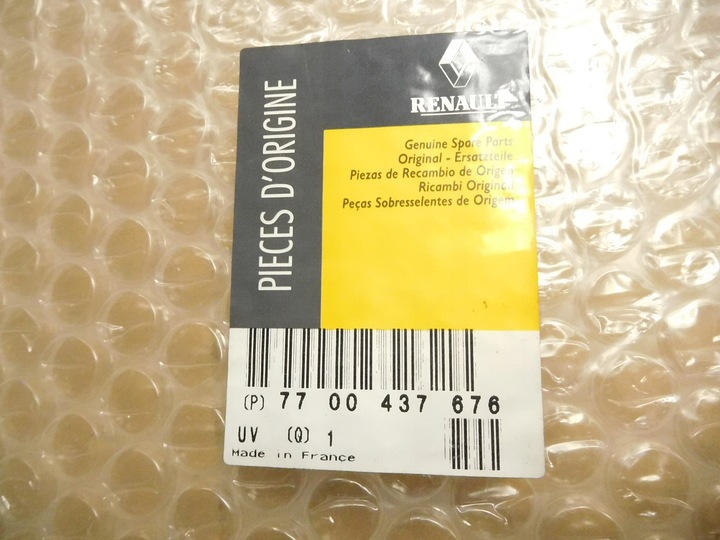 PIECES D'ORIGINE
RENAULT
Genuine Spare Parts
Original - Ersatzteile
Piezas de Recambio de Origen
Ricambi Originali
Peças Sobresselentes de Origem
(P) 77 00 437 676
UV (Q) 1
Made in France